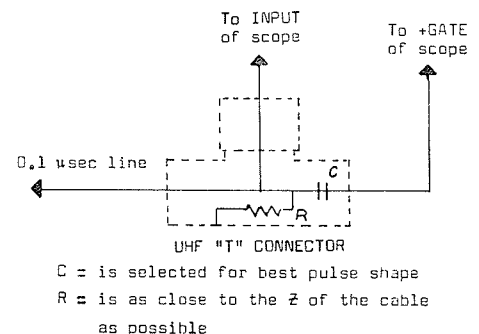 To INPUT
of scope
To +GATE
of scope
0.1 µsec line
C
R
UHF "T" CONNECTOR
C = is selected for best pulse shape
R = is as close to the Z of the cable
as possible